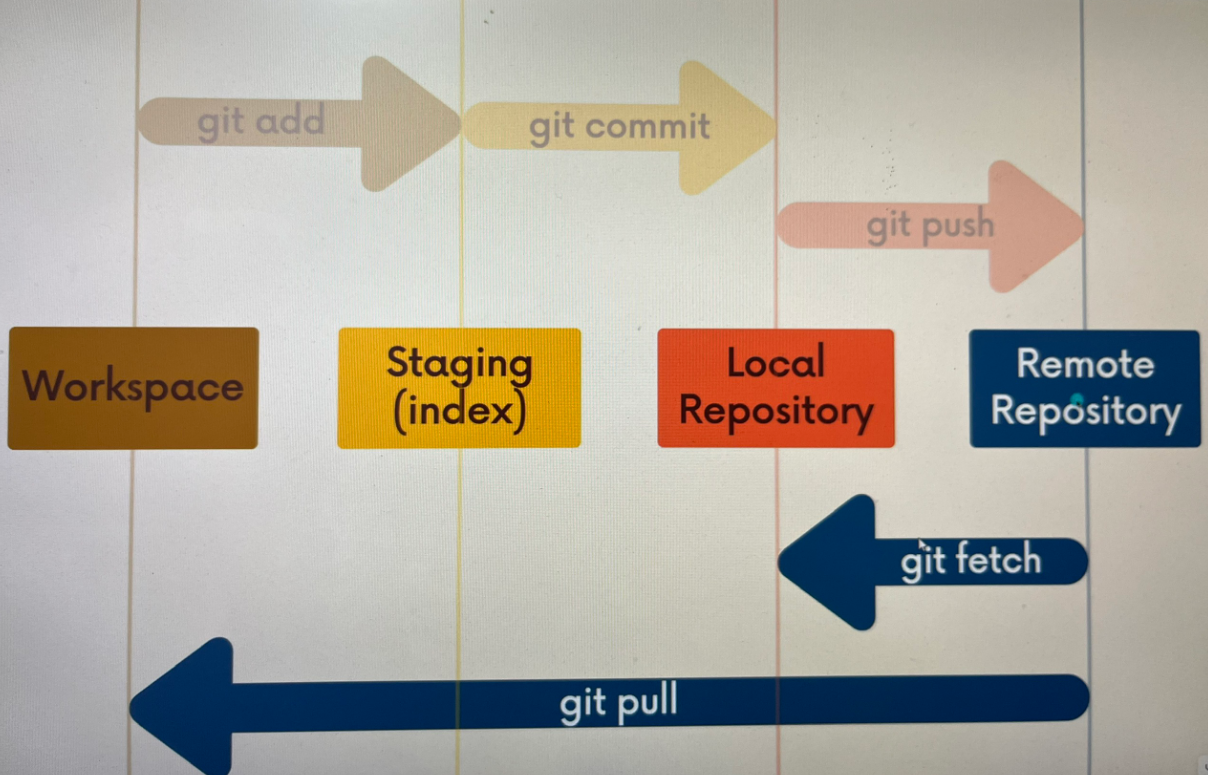 git add
git commit
git push
Workspace
Staging
(index)
Local
Repository
Remote
Repository
git fetch
git pull